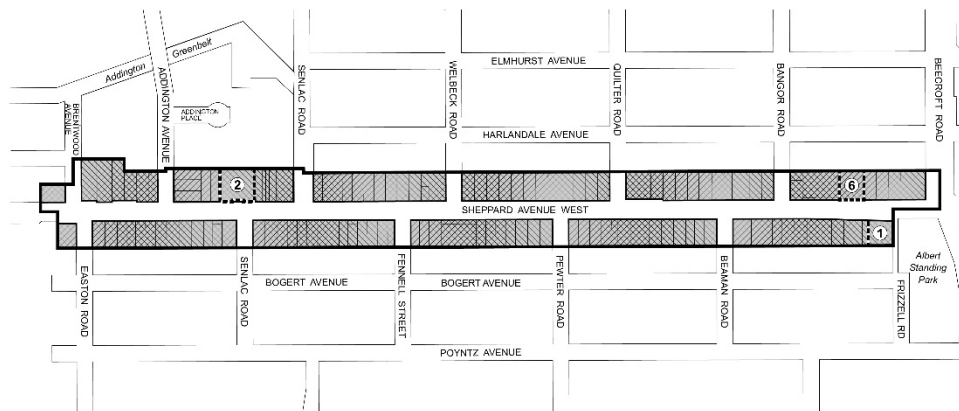 Addington Greenbelt
BRENTWOOD
AVENUE
ADDINGTON AVENUE
ADDINGTON
PLACE
SENLAC ROAD
WELBECK ROAD
ELMHURST AVENUE
QUILTER ROAD
BANGOR ROAD
BEECROFT ROAD
HARLANDALE AVENUE
2
6
SHEPPARD AVENUE WEST
1
EASTON ROAD
SENLAC ROAD
BOGERT AVENUE
FENNELL STREET
BOGERT AVENUE
PEWTER ROAD
BEAMAN ROAD
FRIZZELL RD
Albert
Standing
Park
POYNTZ AVENUE